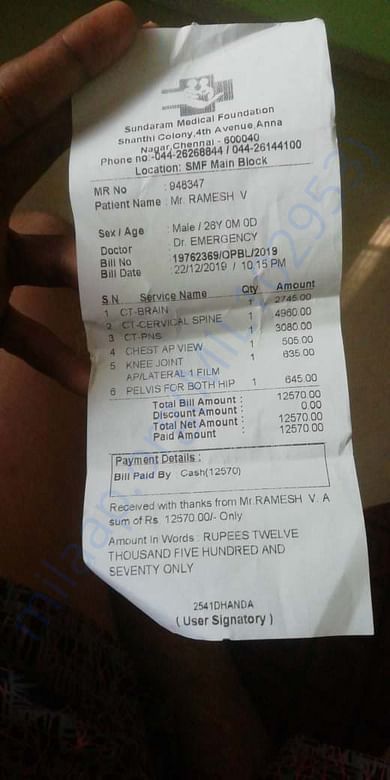 Sundaram Medical Foundation
Shanthi Colony,4th Avenue,Anna
Nagar,Chennai - 600040
Phone no.-044-26268844 / 044-26144100
Location: SMF Main Block
MR No : 948347
Patient Name : Mr. RAMESH V
Sex / Age : Male / 28Y 0M 0D
Doctor : Dr. EMERGENCY
Bill No : 19762369/OPBL/2019
Bill Date : 22/12/2019 / 10:15 PM
S.N Service Name Qty Amount
1 CT-BRAIN 1 2745.00
2 CT-CERVICAL SPINE 1 4960.00
3 CT-PNS 1 3080.00
4 CHEST AP VIEW 1 505.00
5 KNEE JOINT 1 635.00
AP/LATERAL 1 FILM
6 PELVIS FOR BOTH HIP 1 645.00
Total Bill Amount : 12570.00
Discount Amount : 0.00
Total Net Amount : 12570.00
Paid Amount : 12570.00
Payment Details :
Bill Paid By Cash(12570)
Received with thanks from Mr.RAMESH V. A
sum of Rs 12570.00/- Only
Amount In Words : RUPEES TWELVE
THOUSAND FIVE HUNDRED AND
SEVENTY ONLY
2541DHANDA
( User Signatory )